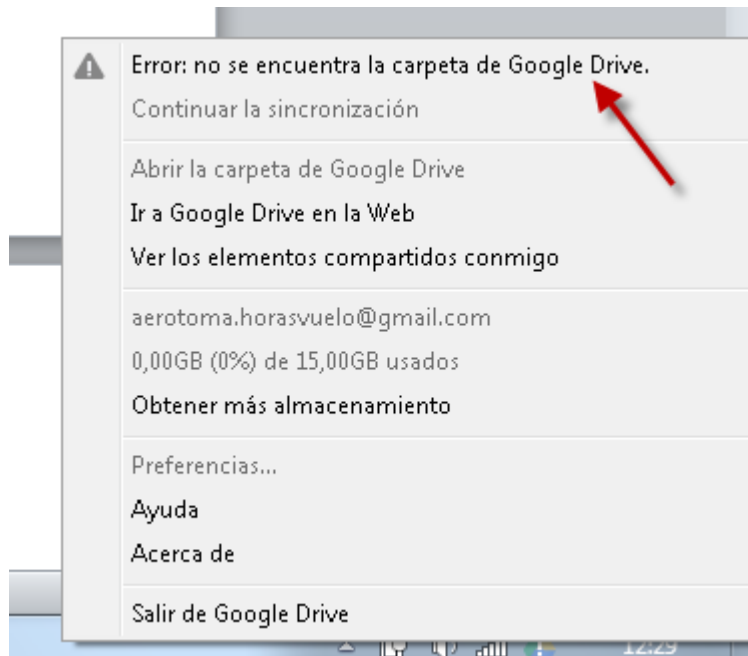 Error: no se encuentra la carpeta de Google Drive.
Continuar la sincronización
Abrir la carpeta de Google Drive
Ir a Google Drive en la Web
Ver los elementos compartidos conmigo
aerotoma.horasvuelo@gmail.com
0,00GB (0%) de 15,00GB usados
Obtener más almacenamiento
Preferencias...
Ayuda
Acerca de
Salir de Google Drive
12:29